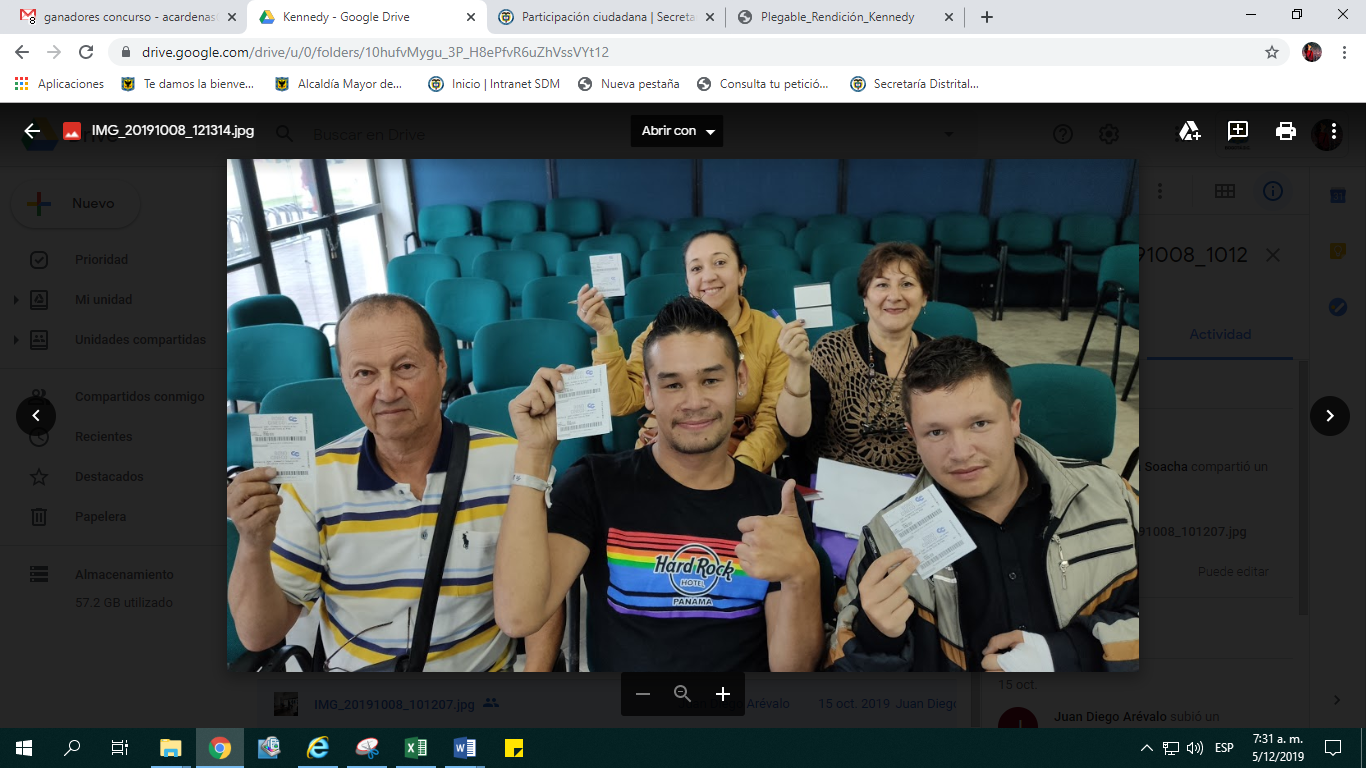 ganadores concurso - acardenas
Kennedy - Google Drive
Participación ciudadana | Secreta
Plegable_Rendición_Kennedy
drive.google.com/drive/u/0/folders/10hufvMygu_3P_H8ePfvR6uZhVssVYt12
Aplicaciones
Te damos la bienve...
Alcaldía Mayor de...
Inicio | Intranet SDM
Nueva pestaña
Consulta tu petició...
Secretaría Distrital...
IMG_20191008_121314.jpg
Buscar en Drive
Abrir con
Nuevo
Prioridad
Mi unidad
Unidades compartidas
Compartidos conmigo
Recientes
Destacados
Papelera
Almacenamiento
57.2 GB utilizado
91008_1012
Actividad
Soacha compartió un
91008_101207.jpg
Puede editar
Hard Rock
HOTEL
PANAMA
IMG_20191008_101207.jpg
Arévalo
15 oct. 2019
Juan Diego
15 oct.
Juan Diego Arévalo subió un
ESP
7:31 a. m.
5/12/2019